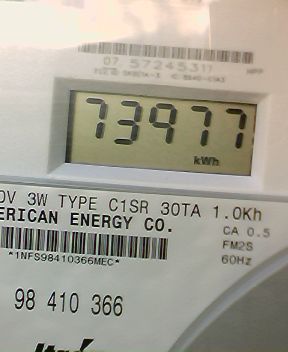 07 57245311
73977
kWh
0V 3W TYPE C1SR 30TA 1.0Kh
ERICAN ENERGY CO.
CA 0.5
FM2S
60Hz
*1NFS98410366MEC*
98 410 366